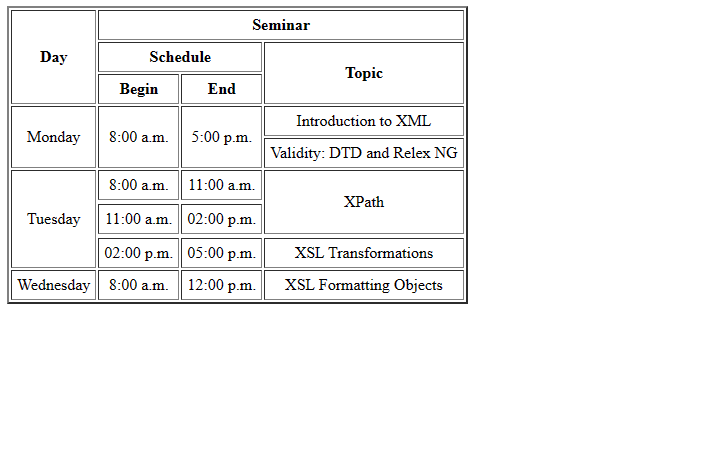 Seminar
Day
Schedule
Topic
Begin
End
Monday
8:00 a.m.
5:00 p.m.
Introduction to XML
Validity: DTD and Relex NG
Tuesday
8:00 a.m.
11:00 a.m.
XPath
11:00 a.m.
02:00 p.m.
02:00 p.m.
05:00 p.m.
XSL Transformations
Wednesday
8:00 a.m.
12:00 p.m.
XSL Formatting Objects